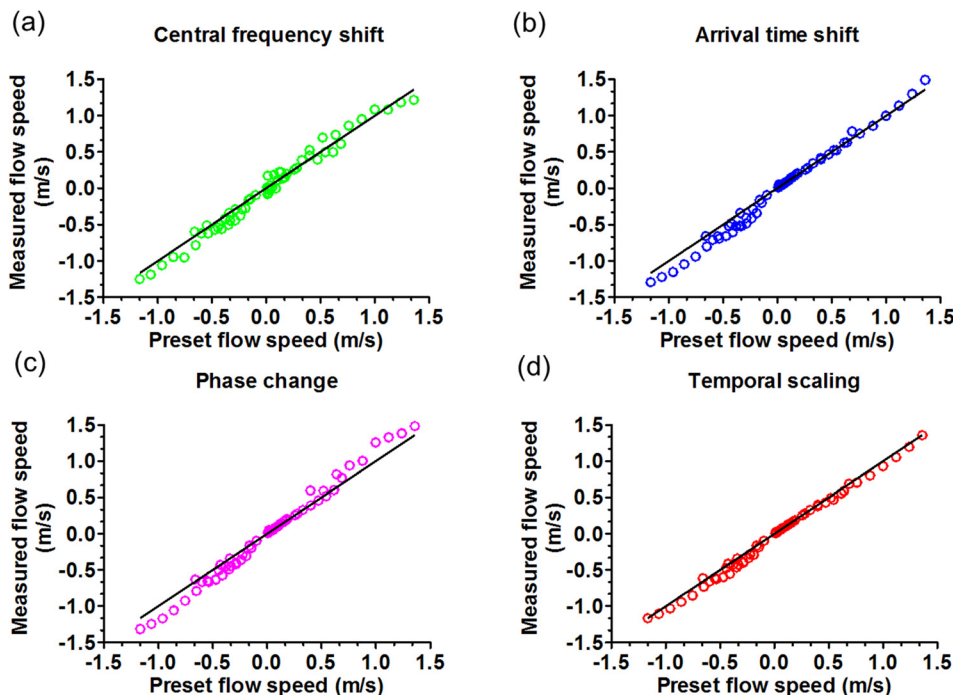 (a)
Central frequency shift
Measured flow speed
(m/s)
1.5
1.0
0.5
0.0
-0.5
-1.0
-1.5
-1.5 -1.0 -0.5 0.0 0.5 1.0 1.5
Preset flow speed (m/s)
(b)
Arrival time shift
Measured flow speed
(m/s)
1.5
1.0
0.5
0.0
-0.5
-1.0
-1.5
-1.5 -1.0 -0.5 0.0 0.5 1.0 1.5
Preset flow speed (m/s)
(c)
Phase change
Measured flow speed
(m/s)
1.5
1.0
0.5
0.0
-0.5
-1.0
-1.5
-1.5 -1.0 -0.5 0.0 0.5 1.0 1.5
Preset flow speed (m/s)
(d)
Temporal scaling
Measured flow speed
(m/s)
1.5
1.0
0.5
0.0
-0.5
-1.0
-1.5
-1.5 -1.0 -0.5 0.0 0.5 1.0 1.5
Preset flow speed (m/s)